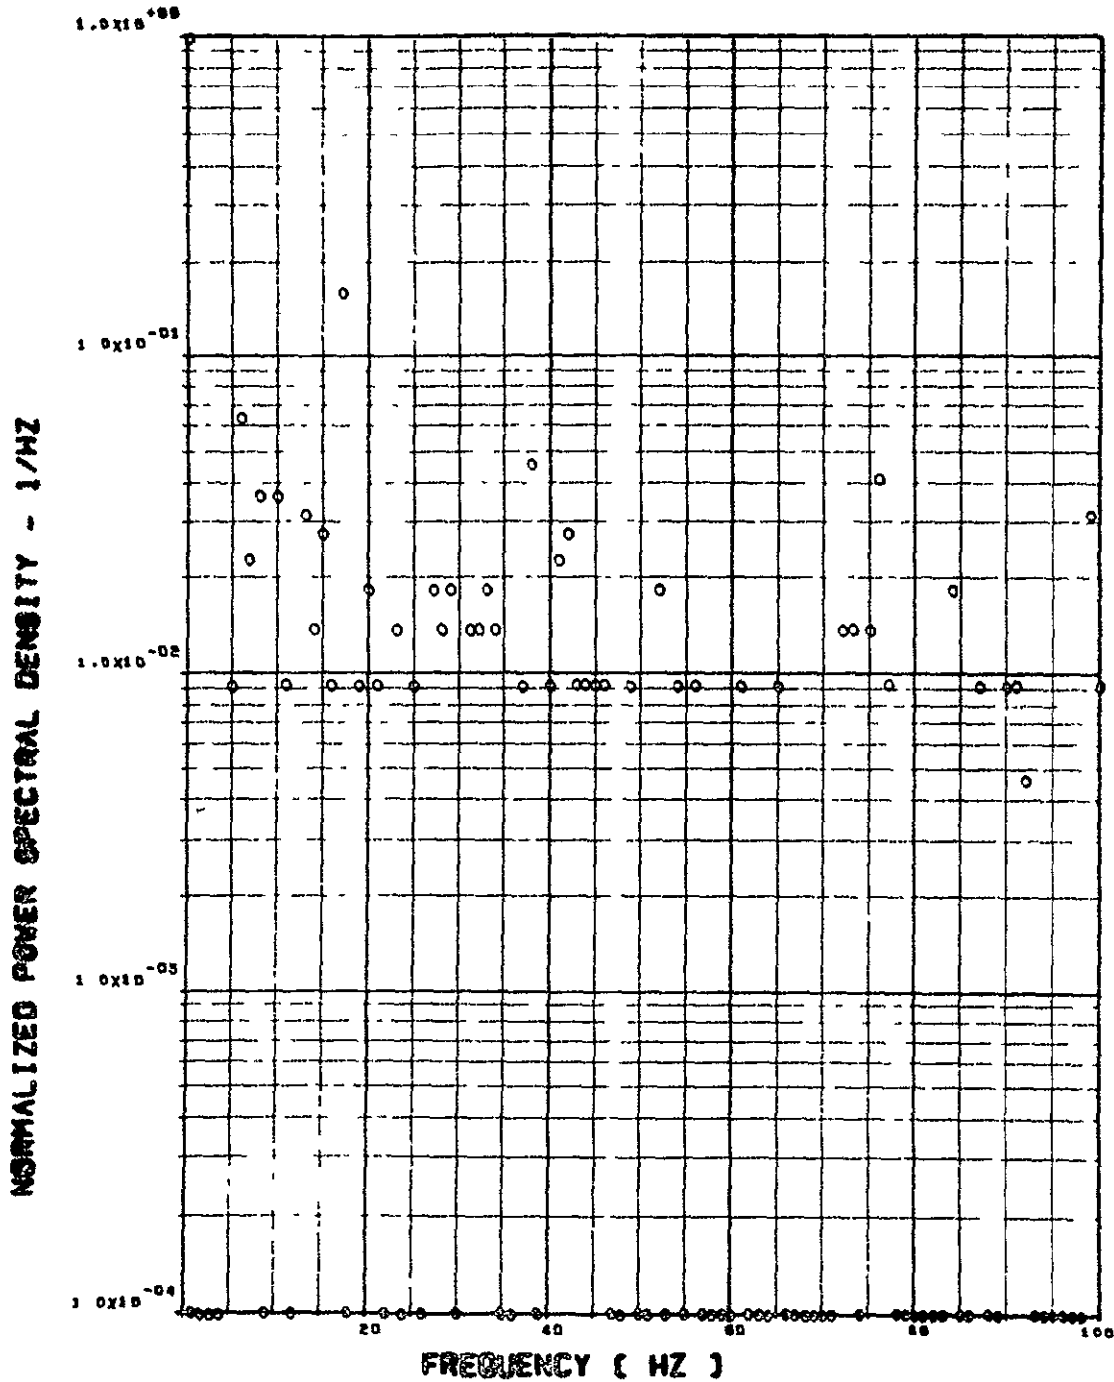 1.0X10+00
1 0X10-01
1.0X10-02
1 0X10-03
1 0X10-04
NORMALIZED POWER SPECTRAL DENSITY - 1/HZ
20
40
60
80
100
FREQUENCY ( HZ )